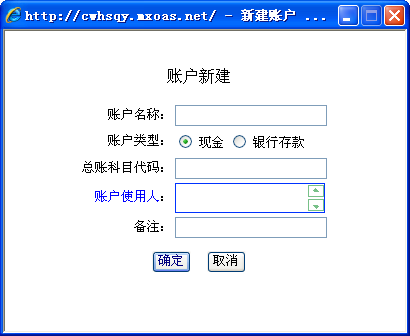 http://cwhsqy.mxoas.net/ - 新建账户 ...
账户新建
账户名称:
账户类型: 现金 银行存款
总账科目代码:
账户使用人:
备注:
确定 取消